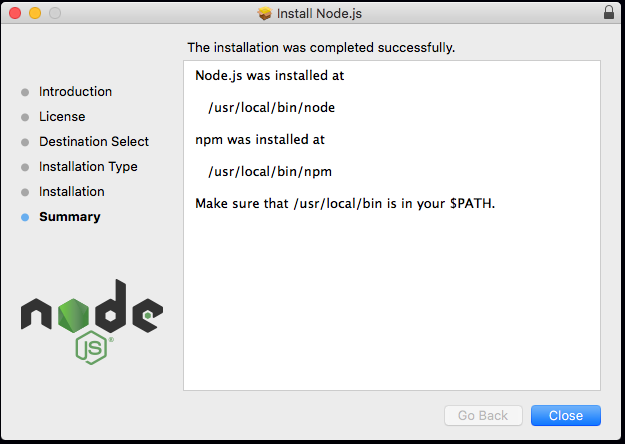 Install Node.js
The installation was completed successfully.
Introduction
License
Destination Select
Installation Type
Installation
Summary
Node.js was installed at
/usr/local/bin/node
npm was installed at
/usr/local/bin/npm
Make sure that /usr/local/bin is in your $PATH.
node
JS®
Go Back
Close